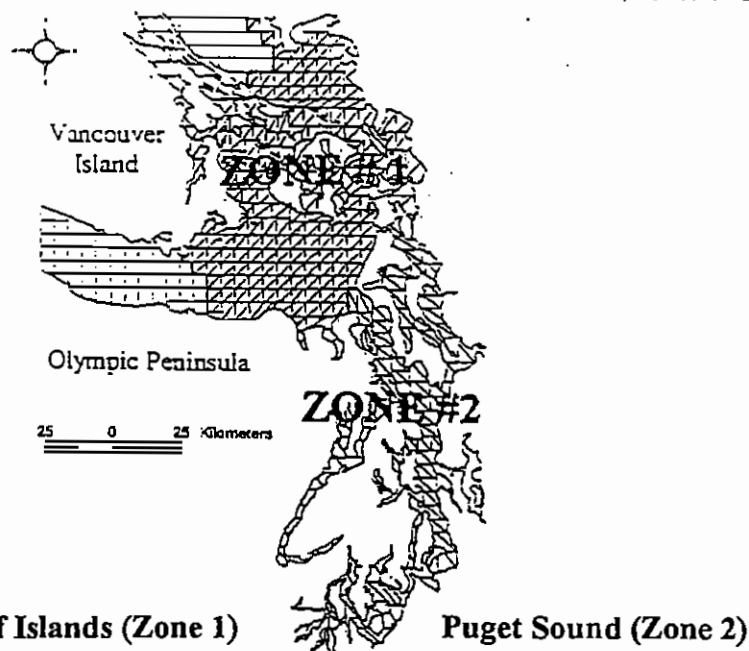 Vancouver
Island
ZONE #1
Olympic Peninsula
ZONE #2
25 0 25 Kilometers
f Islands (Zone 1) Puget Sound (Zone 2)